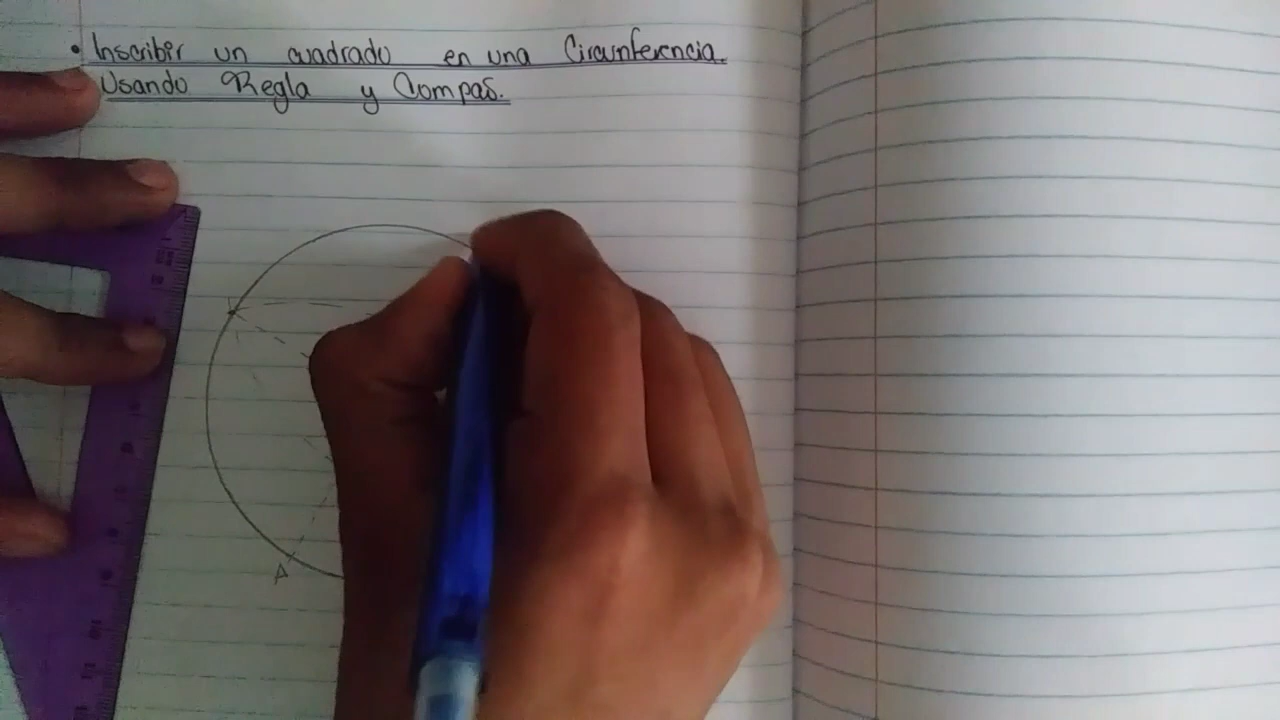 • Inscribir un cuadrado en una Circunferencia.
Usando Regla y Compas.
A